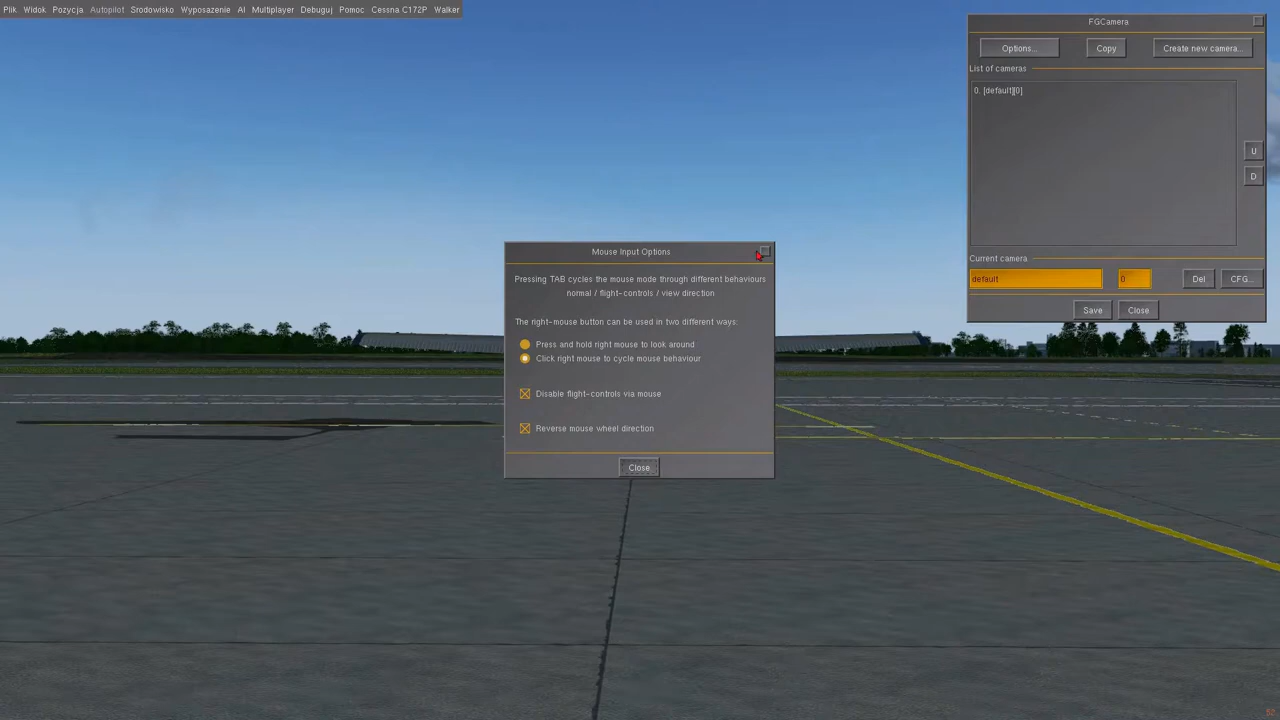 Plik Widok Pozycja Autopilot Srodowisko Wyposazenie AI Multiplayer Debuguj Pomoc Cessna C172P Walker
FGCamera
Options... Copy Create new camera...
List of cameras
0. [default][0]
U
D
Current camera
default 0 Del CFG...
Save Close
Mouse Input Options
Pressing TAB cycles the mouse mode through different behaviours
normal / flight-controls / view direction
The right-mouse button can be used in two different ways:
Press and hold right mouse to look around
Click right mouse to cycle mouse behaviour
Disable flight-controls via mouse
Reverse mouse wheel direction
Close